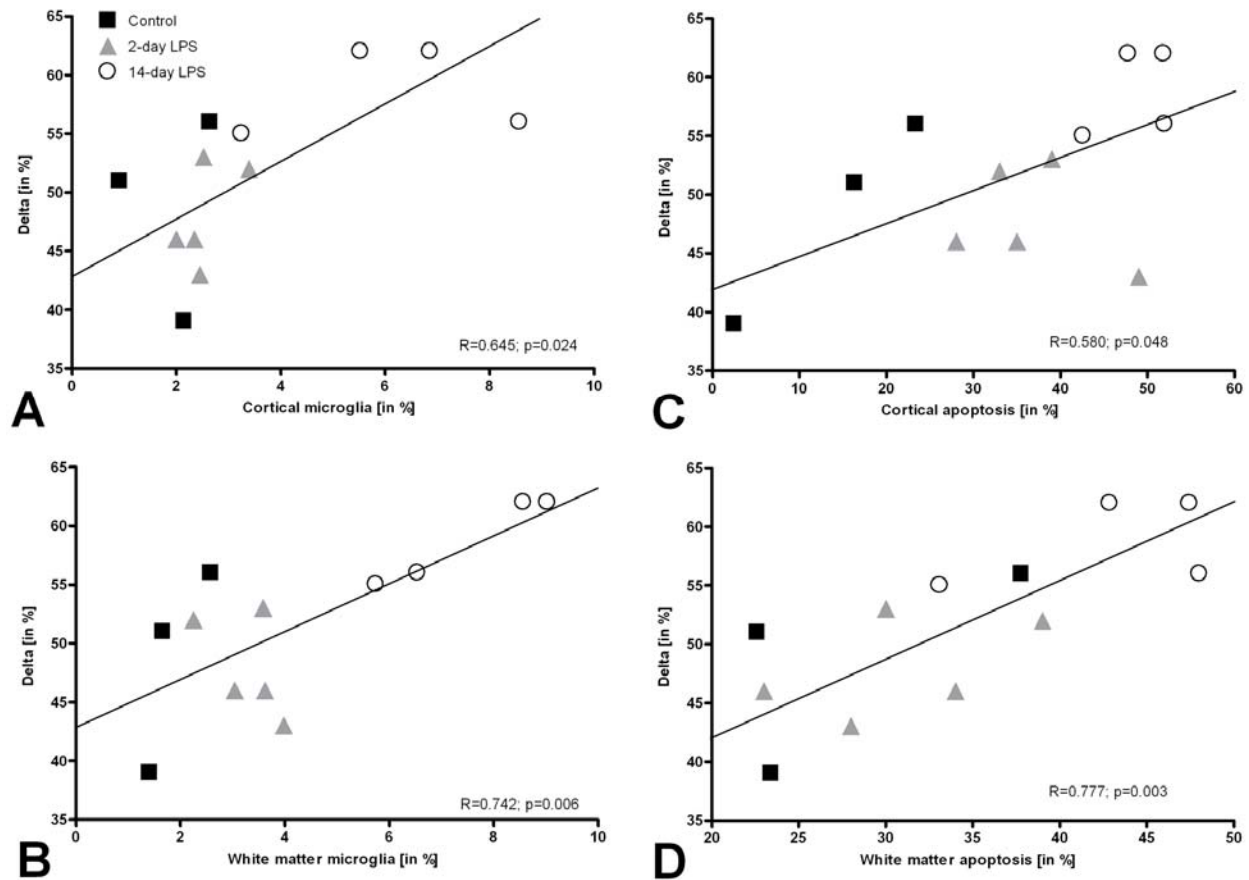 65
60
55
50
45
40
35
Delta [in %]
Control
2-day LPS
14-day LPS
R=0.645; p=0.024
0 2 4 6 8 10
Cortical microglia [in %]
A
65
60
55
50
45
40
35
Delta [in %]
R=0.580; p=0.048
0 10 20 30 40 50 60
Cortical apoptosis [in %]
C
65
60
55
50
45
40
35
Delta [in %]
R=0.742; p=0.006
0 2 4 6 8 10
White matter microglia [in %]
B
65
60
55
50
45
40
35
Delta [in %]
R=0.777; p=0.003
20 25 30 35 40 45 50
White matter apoptosis [in %]
D